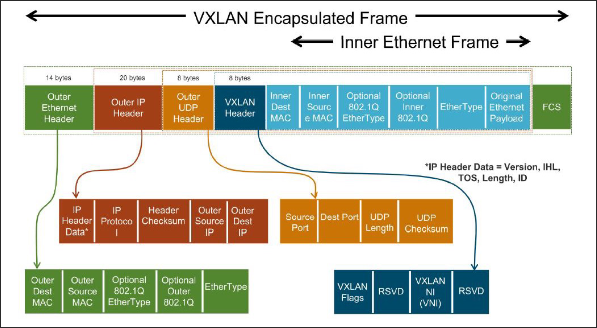 VXLAN Encapsulated Frame
Inner Ethernet Frame
14 bytes
20 bytes
8 bytes
8 bytes
Outer
Ethernet
Header
Outer IP
Header
Outer
UDP
Header
VXLAN
Header
Inner
Dest
MAC
Inner
Sourc
e MAC
Optional
802.1Q
EtherType
Optional
Inner
802.1Q
EtherType
Original
Ethernet
Payload
FCS
*IP Header Data = Version, IHL,
TOS, Length, ID
IP
Header
Data*
IP
Protoco
l
Header
Checksum
Outer
Source
IP
Outer
Dest
IP
Source
Port
Dest Port
UDP
Length
UDP
Checksum
Outer
Dest
MAC
Outer
Source
MAC
Optional
802.1Q
EtherType
Optional
Outer
802.1Q
EtherType
VXLAN
Flags
RSVD
VXLAN
NI
(VNI)
RSVD